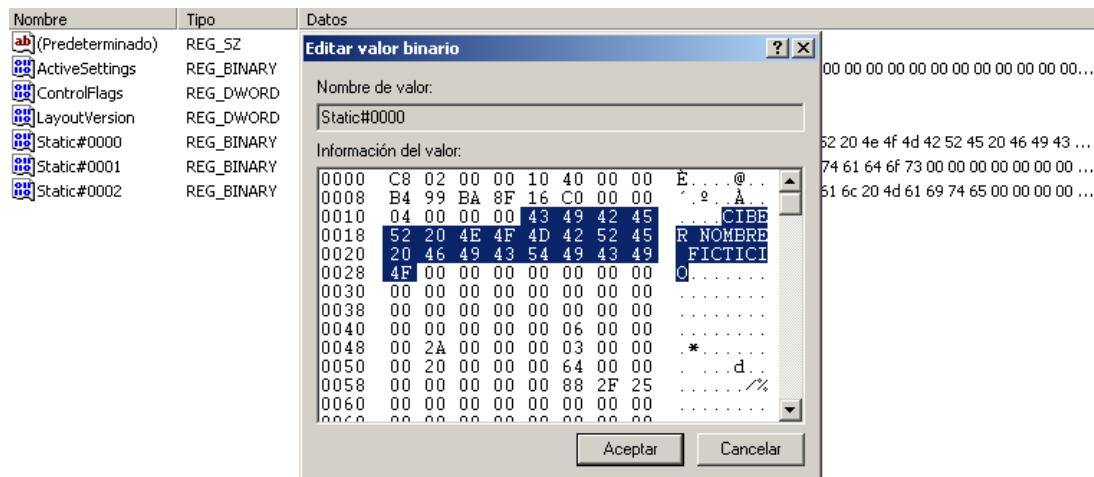 Nombre Tipo Datos
(Predeterminado) REG_SZ
ActiveSettings REG_BINARY 00 00 00 00 00 00 00 00 00 00 00 00...
ControlFlags REG_DWORD
LayoutVersion REG_DWORD
Static#0000 REG_BINARY 52 20 4e 4f 4d 42 52 45 20 46 49 43 ...
Static#0001 REG_BINARY 74 61 64 6f 73 00 00 00 00 00 00 00 ...
Static#0002 REG_BINARY 61 6c 20 4d 61 69 74 65 00 00 00 00 ...
Editar valor binario
Nombre de valor:
Static#0000
Información del valor:
0000 C8 02 00 00 10 40 00 00 È....@..
0008 B4 99 BA 8F 16 C0 00 00 ´.º..À..
0010 04 00 00 00 43 49 42 45 ....CIBE
0018 52 20 4E 4F 4D 42 52 45 R NOMBRE
0020 20 46 49 43 54 49 43 49 FICTICI
0028 4F 00 00 00 00 00 00 00 O.......
0030 00 00 00 00 00 00 00 00 ........
0038 00 00 00 00 00 00 00 00 ........
0040 00 00 00 00 00 06 00 00 ........
0048 00 2A 00 00 00 03 00 00 .*......
0050 00 20 00 00 00 64 00 00 . ...d..
0058 00 00 00 00 00 88 2F 25 ....../%
0060 00 00 00 00 00 00 00 00 ........
Aceptar Cancelar